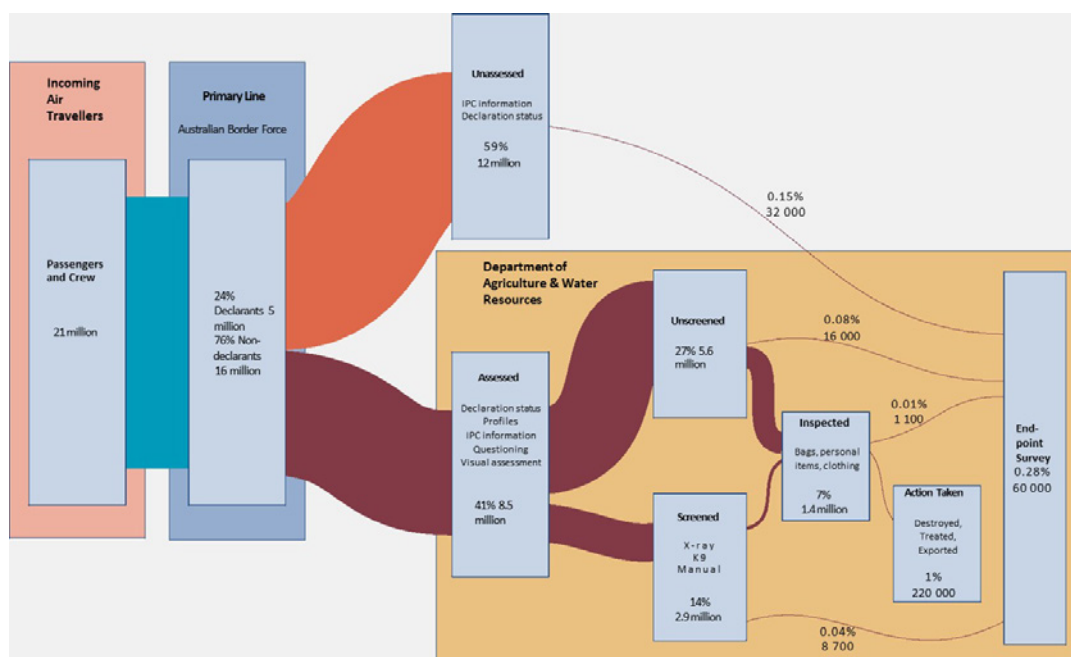 Incoming
Air
Travellers
Passengers
and Crew
21 million
Primary Line
Australian Border Force
24%
Declarants 5
million
76% Non-
declarants
16 million
Unassessed
IPC information
Declaration status
59%
12 million
Department of
Agriculture & Water
Resources
Assessed
Declaration status
Profiles
IPC information
Questioning
Visual assessment
41% 8.5
million
Unscreened
27% 5.6
million
Screened
X-ray
K9
Manual
14%
2.9 million
Inspected
Bags, personal
items, clothing
7%
1.4 million
Action Taken
Destroyed,
Treated,
Exported
1%
220 000
0.15%
32 000
0.08%
16 000
0.01%
1 100
0.04%
8 700
End-
point
Survey
0.28%
60 000